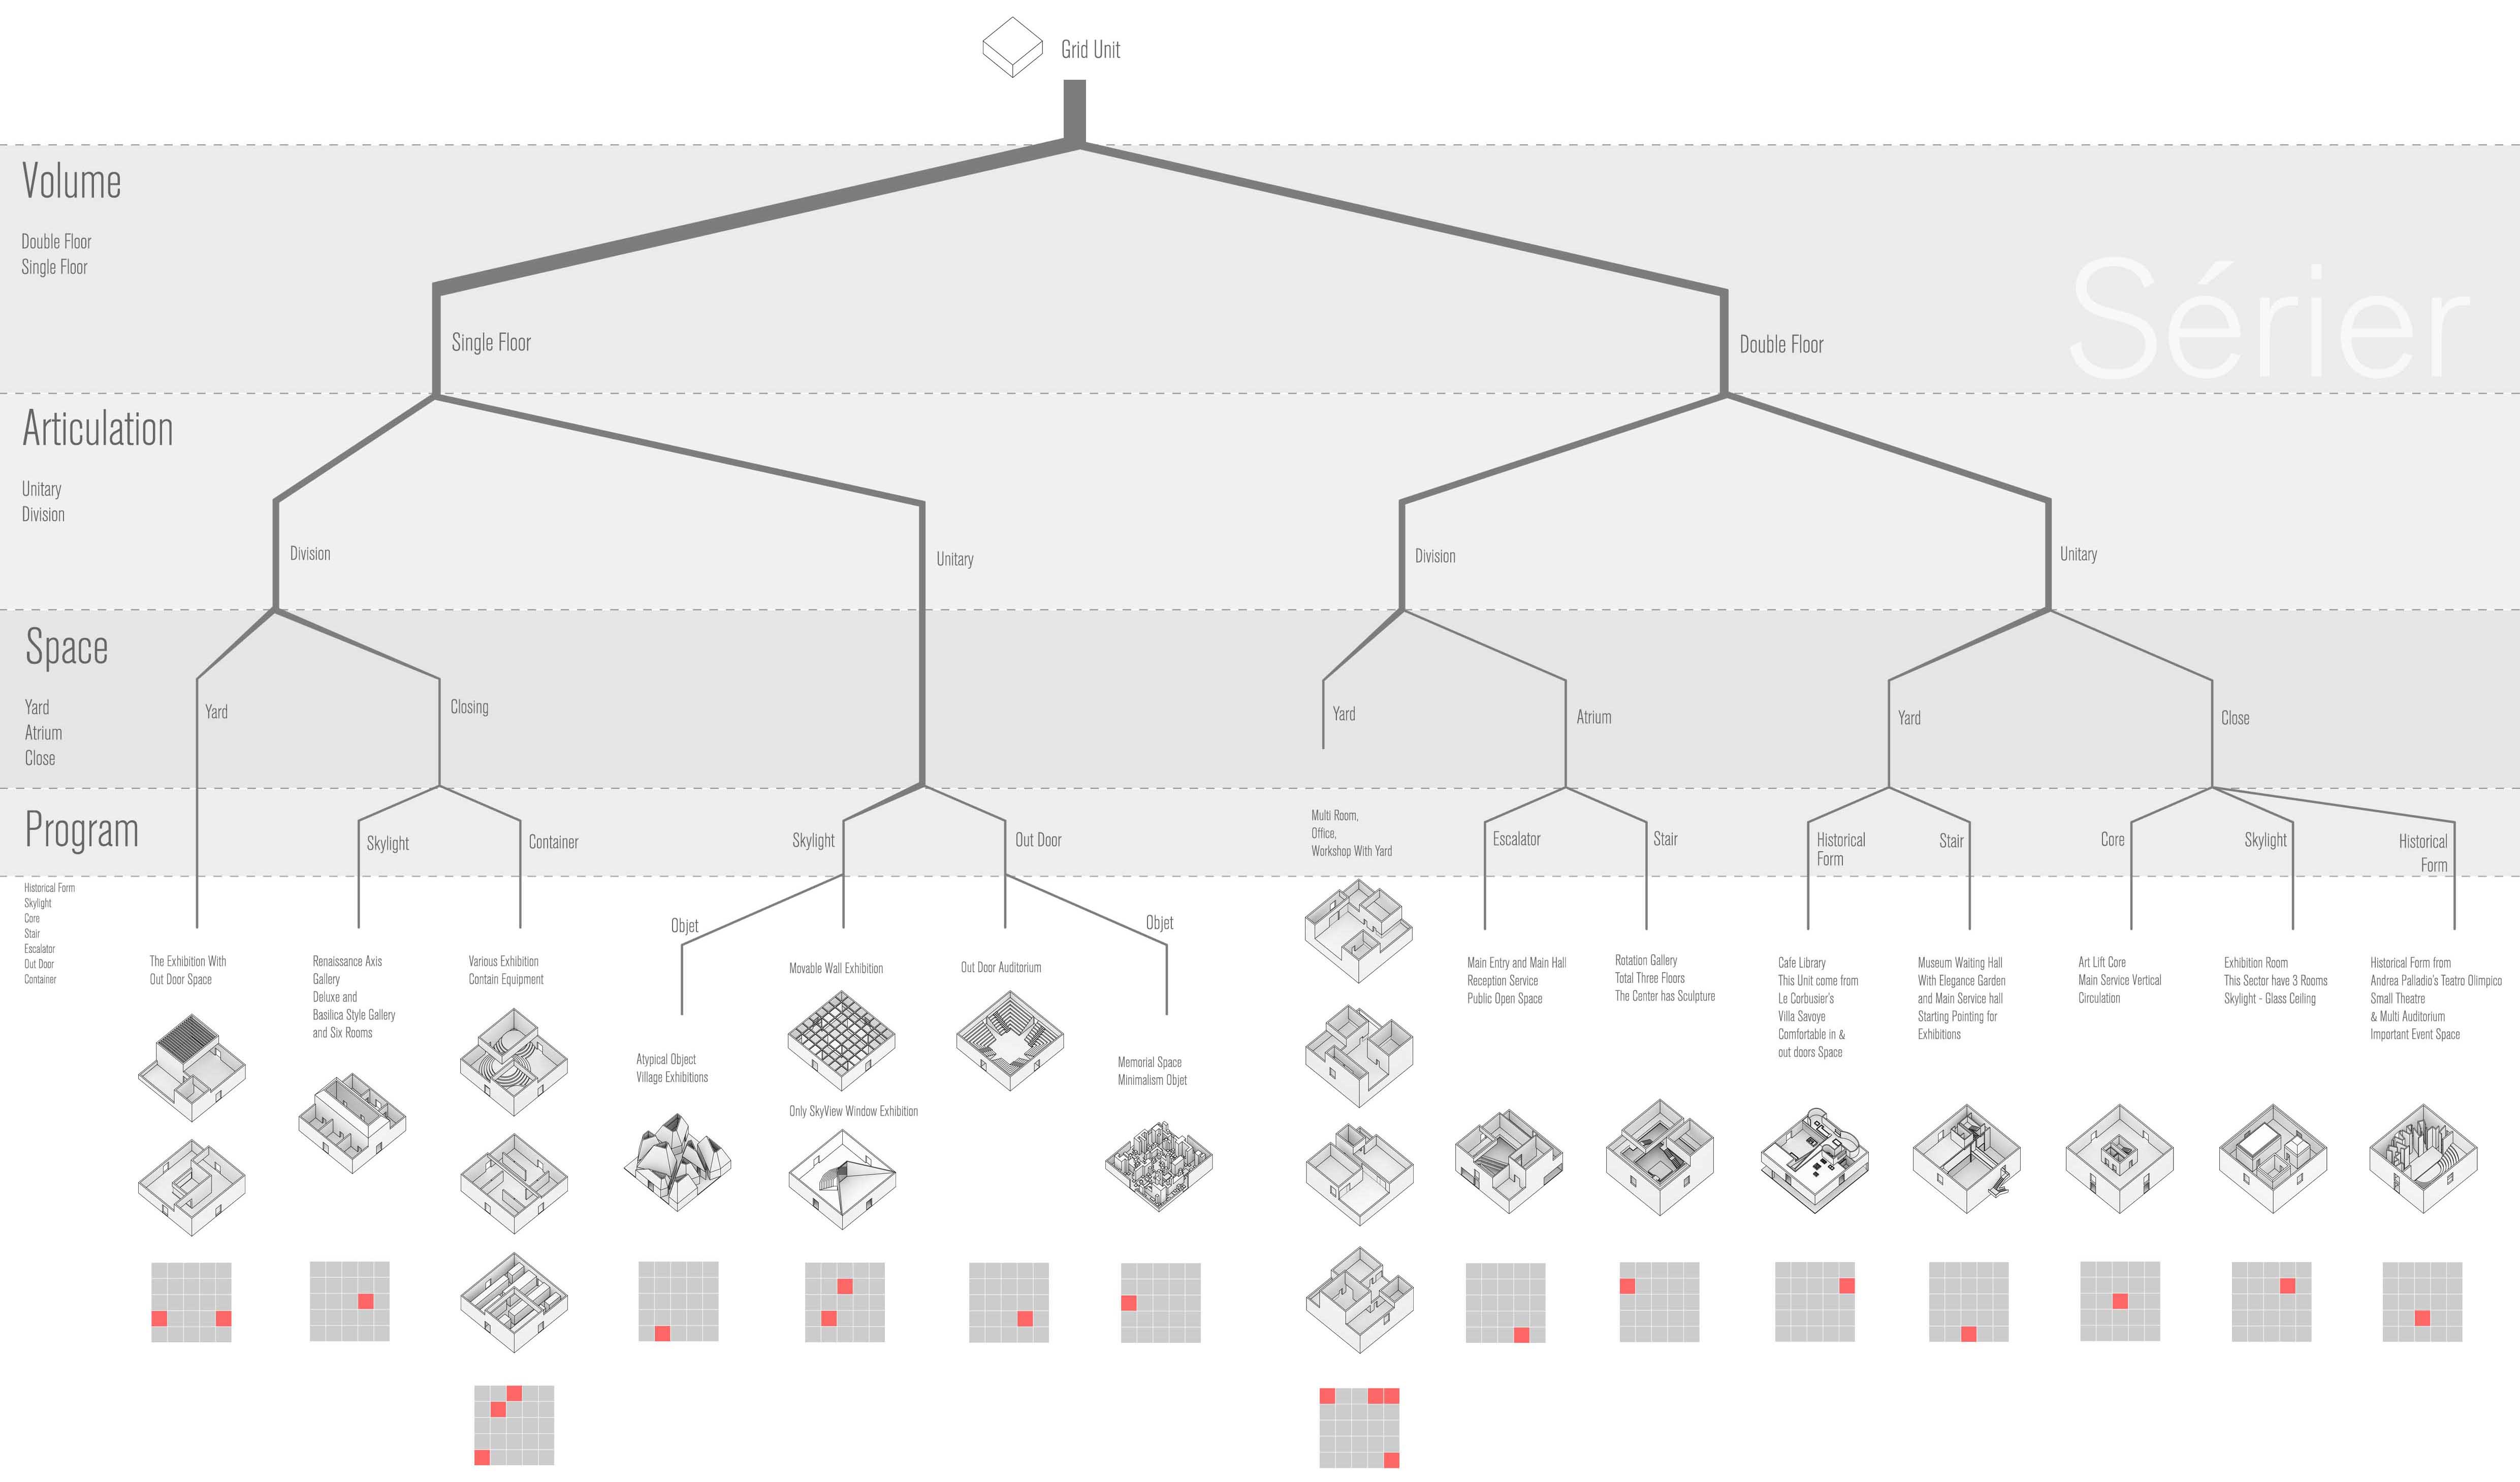 Grid Unit
Volume
Double Floor
Single Floor
Sérier
Single Floor
Double Floor
Articulation
Unitary
Division
Division
Unitary
Division
Unitary
Space
Yard
Atrium
Close
Yard
Closing
Yard
Atrium
Yard
Close
Program
Skylight
Container
Skylight
Out Door
Multi Room,
Office,
Workshop With Yard
Escalator
Stair
Historical
Form
Stair
Core
Skylight
Historical
Form
Historical Form
Skylight
Core
Stair
Escalator
Out Door
Container
Objet
Objet
The Exhibition With
Out Door Space
Renaissance Axis
Gallery
Deluxe and
Basilica Style Gallery
and Six Rooms
Various Exhibition
Contain Equipment
Atypical Object
Village Exhibitions
Movable Wall Exhibition
Only SkyView Window Exhibition
Out Door Auditorium
Memorial Space
Minimalism Objet
Main Entry and Main Hall
Reception Service
Public Open Space
Rotation Gallery
Total Three Floors
The Center has Sculpture
Cafe Library
This Unit come from
Le Corbusier's
Villa Savoye
Comfortable in &
out doors Space
Museum Waiting Hall
With Elegance Garden
and Main Service hall
Starting Pointing for
Exhibitions
Art Lift Core
Main Service Vertical
Circulation
Exhibition Room
This Sector have 3 Rooms
Skylight - Glass Ceiling
Historical Form from
Andrea Palladio's Teatro Olimpico
Small Theatre
& Multi Auditorium
Important Event Space